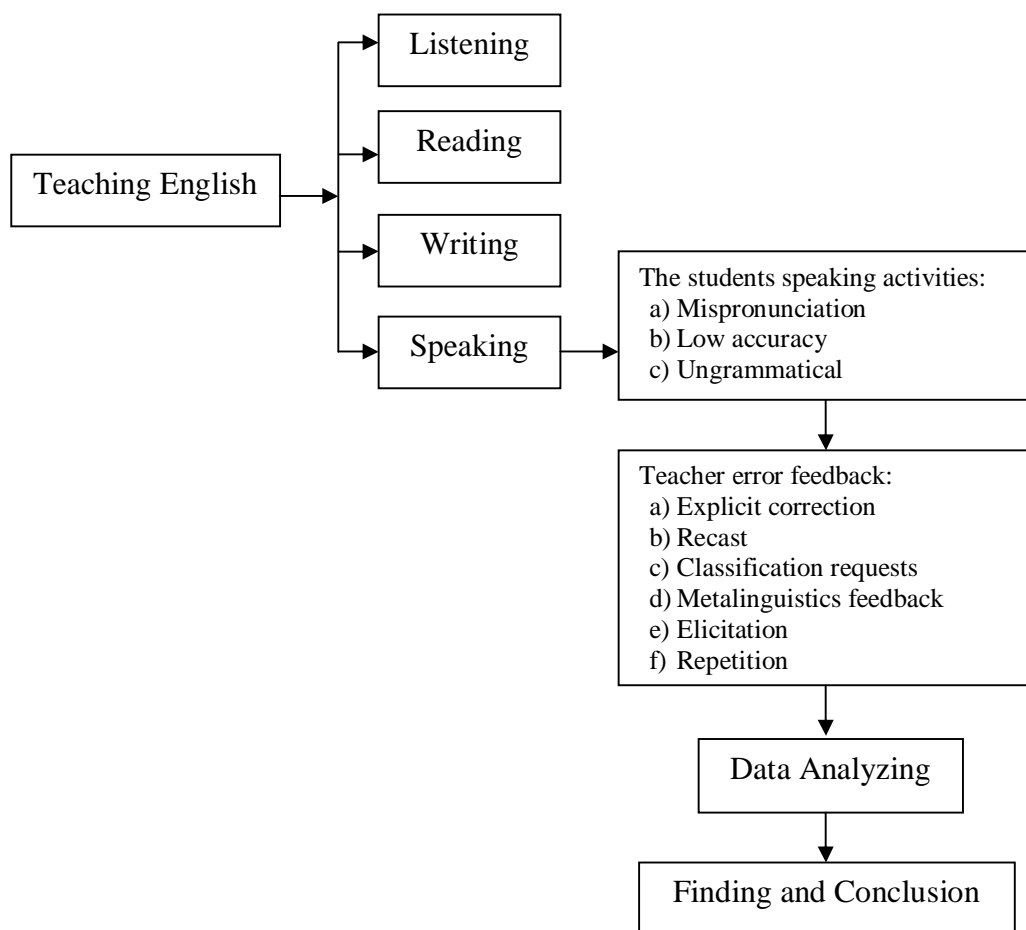 Listening
Reading
Teaching English
Writing
Speaking
The students speaking activities:
a) Mispronunciation
b) Low accuracy
c) Ungrammatical
Teacher error feedback:
a) Explicit correction
b) Recast
c) Classification requests
d) Metalinguistics feedback
e) Elicitation
f) Repetition
Data Analyzing
Finding and Conclusion